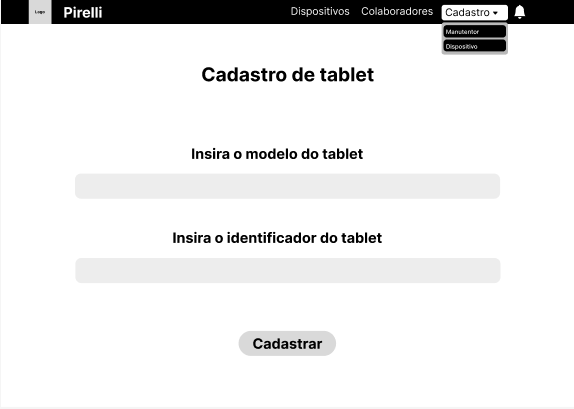 Logo
Pirelli
Dispositivos
Colaboradores
Cadastro
Manutentor
Dispositivo
Cadastro de tablet
Insira o modelo do tablet
Insira o identificador do tablet
Cadastrar